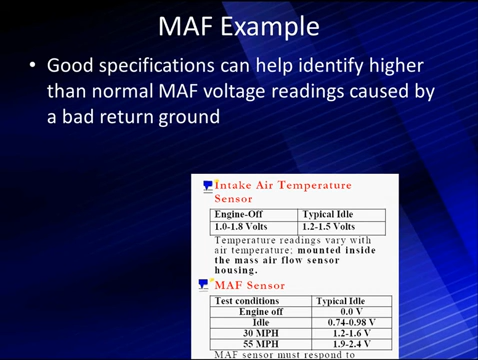 MAF Example
• Good specifications can help identify higher
than normal MAF voltage readings caused by
a bad return ground
Intake Air Temperature
Sensor
Engine-Off Typical Idle
1.0-1.8 Volts 1.2-1.5 Volts
Temperature readings vary with
air temperature; mounted inside
the mass air flow sensor
housing.
MAF Sensor
Test conditions Typical Idle
Engine off 0.0 V
Idle 0.74-0.98 V
30 MPH 1.2-1.6 V
55 MPH 1.9-2.4 V
MAF sensor must respond to